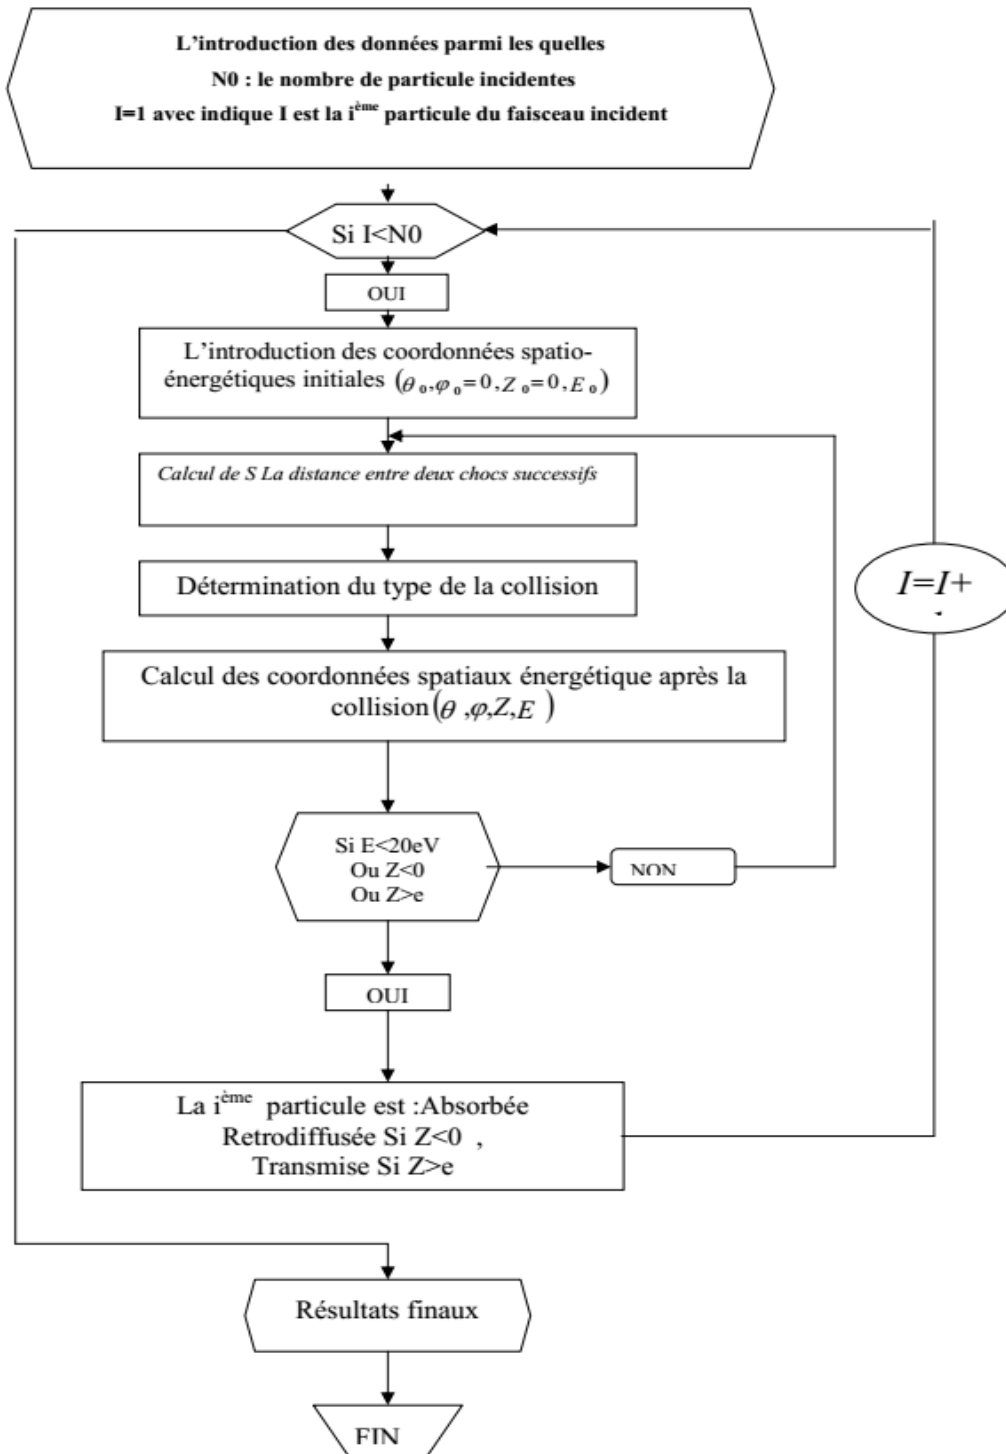 L'introduction des données parmi les quelles
N0 : le nombre de particule incidentes
I=1 avec indique I est la i^ème particule du faisceau incident
Si I<N0
OUI
L'introduction des coordonnées spatio-
énergétiques initiales (θ₀,φ₀=0,Z₀=0,E₀)
Calcul de S La distance entre deux chocs successifs
Détermination du type de la collision
I=I+
Calcul des coordonnées spatiaux énergétique après la
collision(θ ,φ,Z,E )
Si E<20eV
Ou Z<0
Ou Z>e
NON
OUI
La i^ème particule est :Absorbée
Retrodiffusée Si Z<0 ,
Transmise Si Z>e
Résultats finaux
FIN